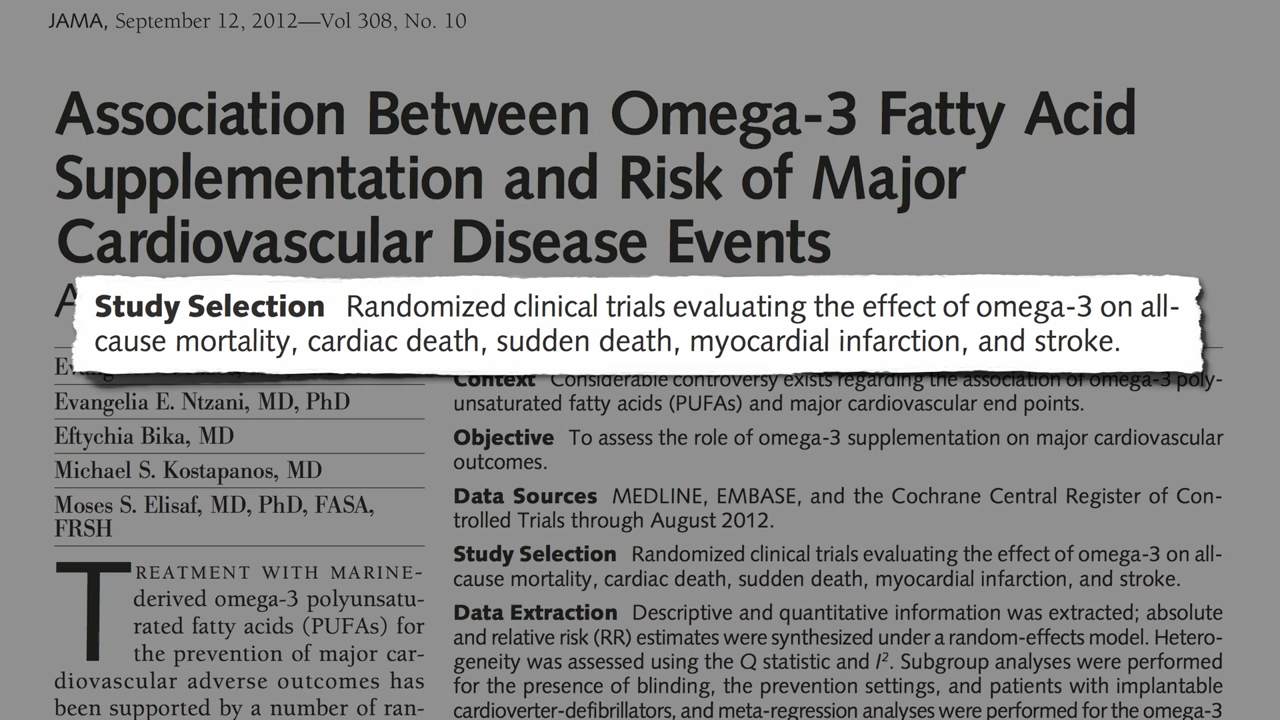 JAMA, September 12, 2012—Vol 308, No. 10
Association Between Omega-3 Fatty Acid
Supplementation and Risk of Major
Cardiovascular Disease Events
A
Study Selection Randomized clinical trials evaluating the effect of omega-3 on all-
cause mortality, cardiac death, sudden death, myocardial infarction, and stroke.
Evangelia E. Ntzani, MD, PhD
Eftychia Bika, MD
Michael S. Kostapanos, MD
Moses S. Elisaf, MD, PhD, FASA,
FRSH
TREATMENT WITH MARINE-
derived omega-3 polyunsatu-
rated fatty acids (PUFAs) for
the prevention of major car-
diovascular adverse outcomes has
been supported by a number of ran-
Context Considerable controversy exists regarding the association of omega-3 poly-
unsaturated fatty acids (PUFAs) and major cardiovascular end points.
Objective To assess the role of omega-3 supplementation on major cardiovascular
outcomes.
Data Sources MEDLINE, EMBASE, and the Cochrane Central Register of Con-
trolled Trials through August 2012.
Study Selection Randomized clinical trials evaluating the effect of omega-3 on all-
cause mortality, cardiac death, sudden death, myocardial infarction, and stroke.
Data Extraction Descriptive and quantitative information was extracted; absolute
and relative risk (RR) estimates were synthesized under a random-effects model. Hetero-
geneity was assessed using the Q statistic and I². Subgroup analyses were performed
for the presence of blinding, the prevention settings, and patients with implantable
cardioverter-defibrillators, and meta-regression analyses were performed for the omega-3